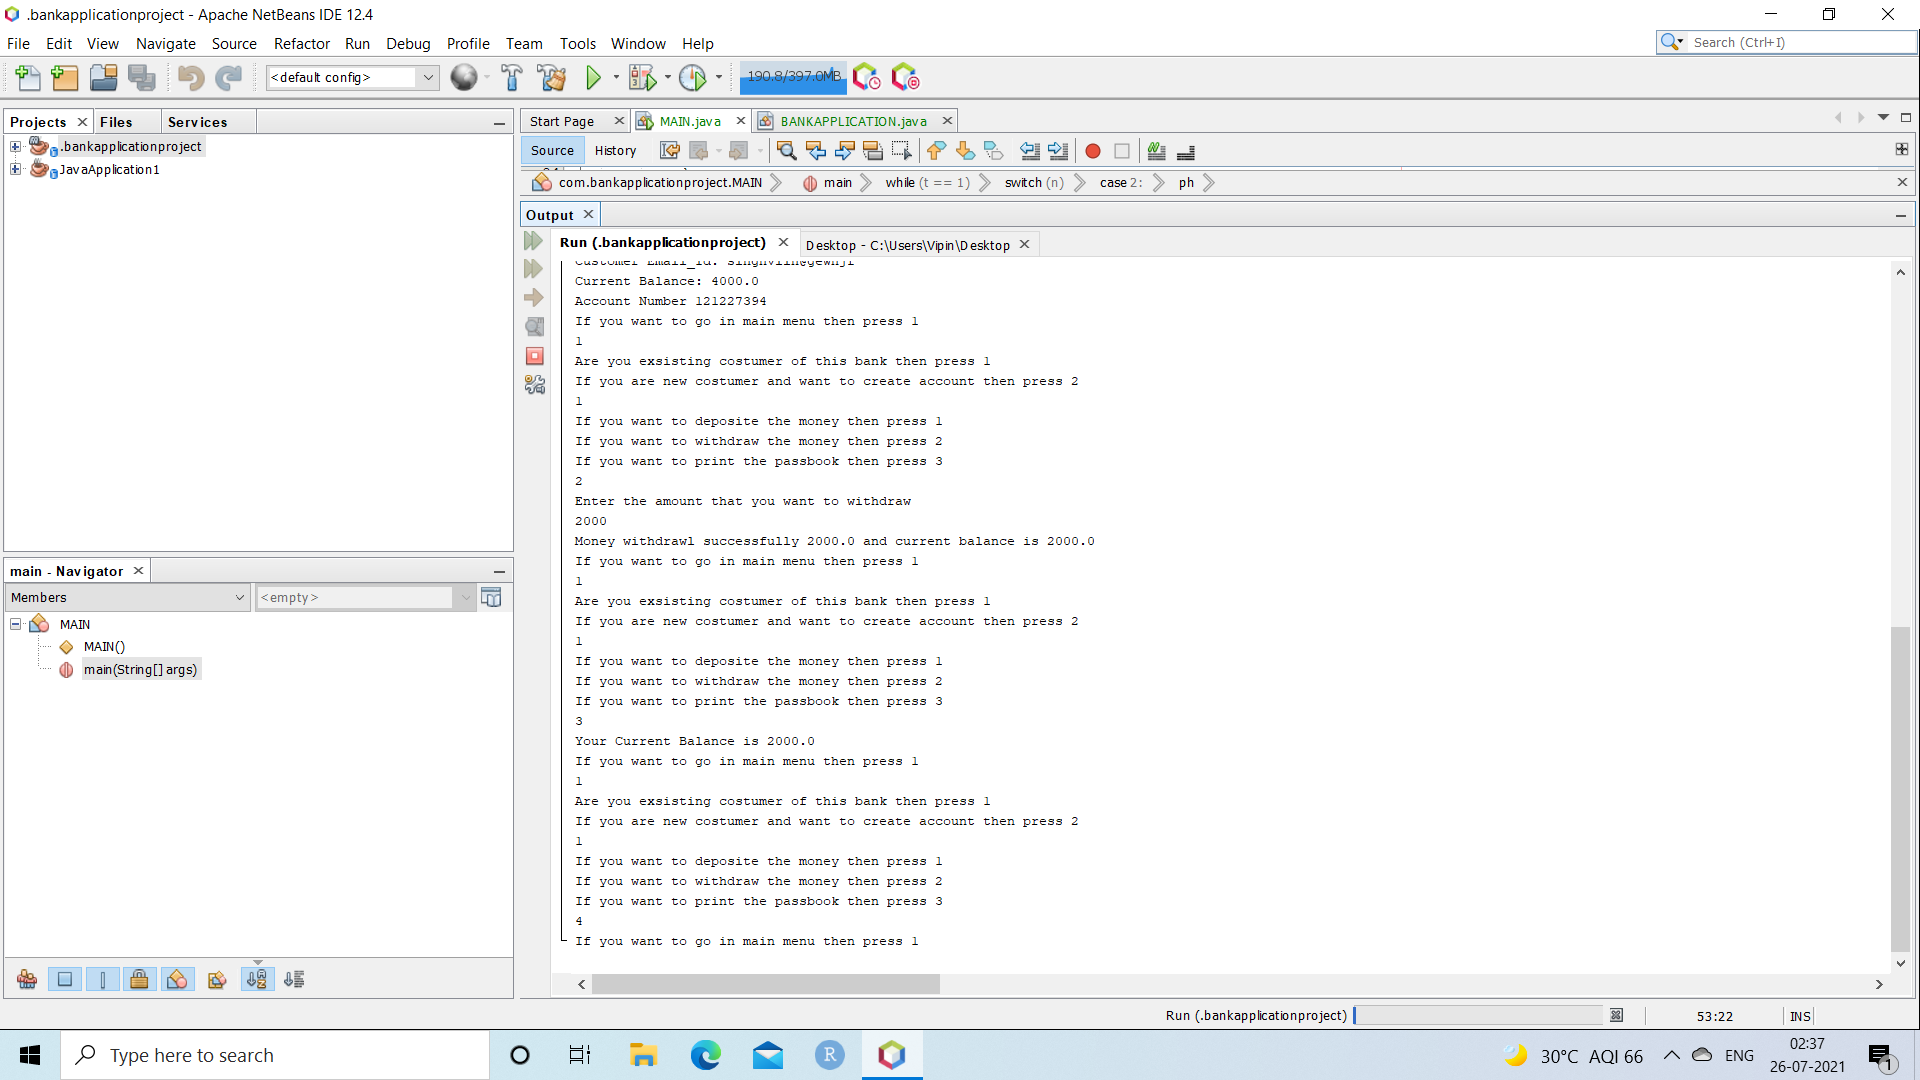 .bankapplicationproject - Apache NetBeans IDE 12.4
File Edit View Navigate Source Refactor Run Debug Profile Team Tools Window Help
Search (Ctrl+I)
<default config>
190.8/397.0MB
Projects Files Services
.bankapplicationproject
JavaApplication1
Start Page MAIN.java BANKAPPLICATION.java
Source History
com.bankapplicationproject.MAIN main while (t == 1) switch (n) case 2: ph
Output
Run (.bankapplicationproject) Desktop - C:\Users\Vipin\Desktop
Customer Email_id:
Current Balance: 4000.0
Account Number 121227394
If you want to go in main menu then press 1
1
Are you exsisting costumer of this bank then press 1
If you are new costumer and want to create account then press 2
1
If you want to deposite the money then press 1
If you want to withdraw the money then press 2
If you want to print the passbook then press 3
2
Enter the amount that you want to withdraw
2000
Money withdrawl successfully 2000.0 and current balance is 2000.0
If you want to go in main menu then press 1
1
Are you exsisting costumer of this bank then press 1
If you are new costumer and want to create account then press 2
1
If you want to deposite the money then press 1
If you want to withdraw the money then press 2
If you want to print the passbook then press 3
3
Your Current Balance is 2000.0
If you want to go in main menu then press 1
1
Are you exsisting costumer of this bank then press 1
If you are new costumer and want to create account then press 2
1
If you want to deposite the money then press 1
If you want to withdraw the money then press 2
If you want to print the passbook then press 3
4
If you want to go in main menu then press 1
main - Navigator
Members <empty>
MAIN
MAIN()
main(String[] args)
Run (.bankapplicationproject) 53:22 INS
Type here to search
R
30°C AQI 66 ENG
02:37
26-07-2021
1